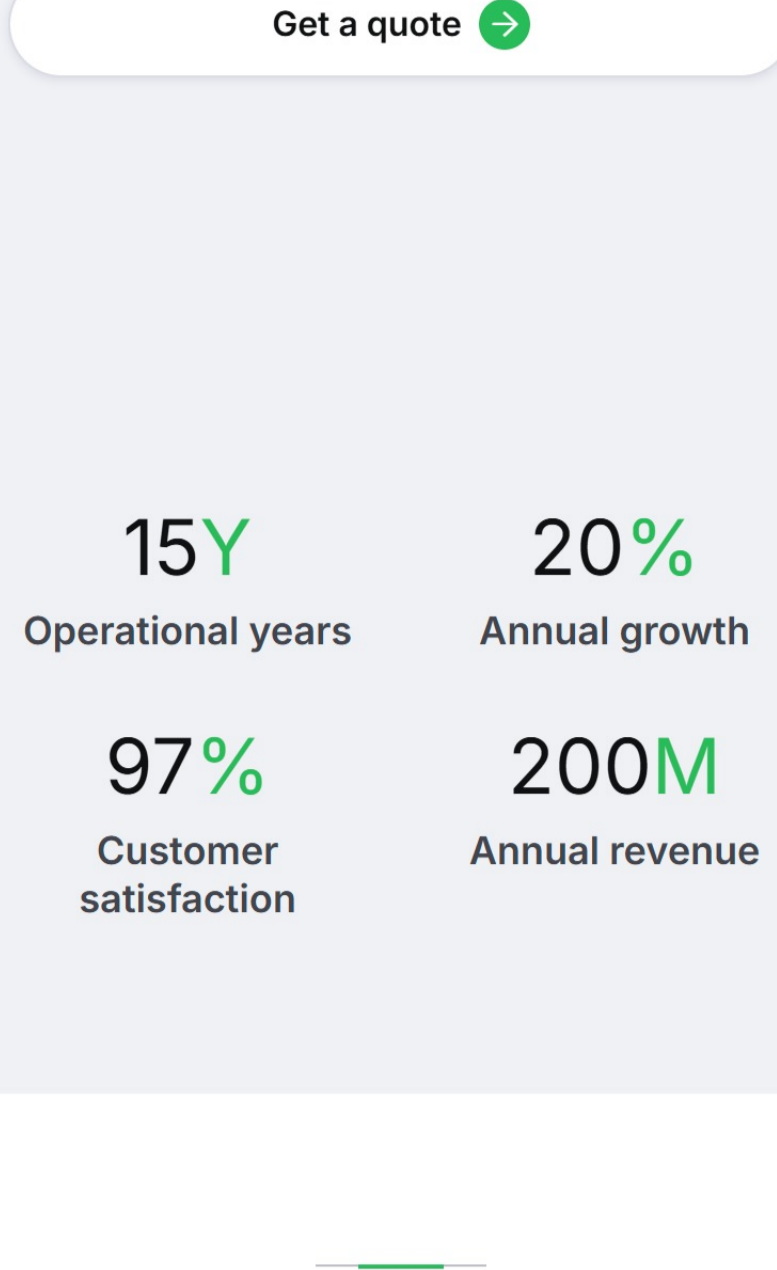 Get a quote
15Y
Operational years
20%
Annual growth
97%
Customer
satisfaction
200M
Annual revenue